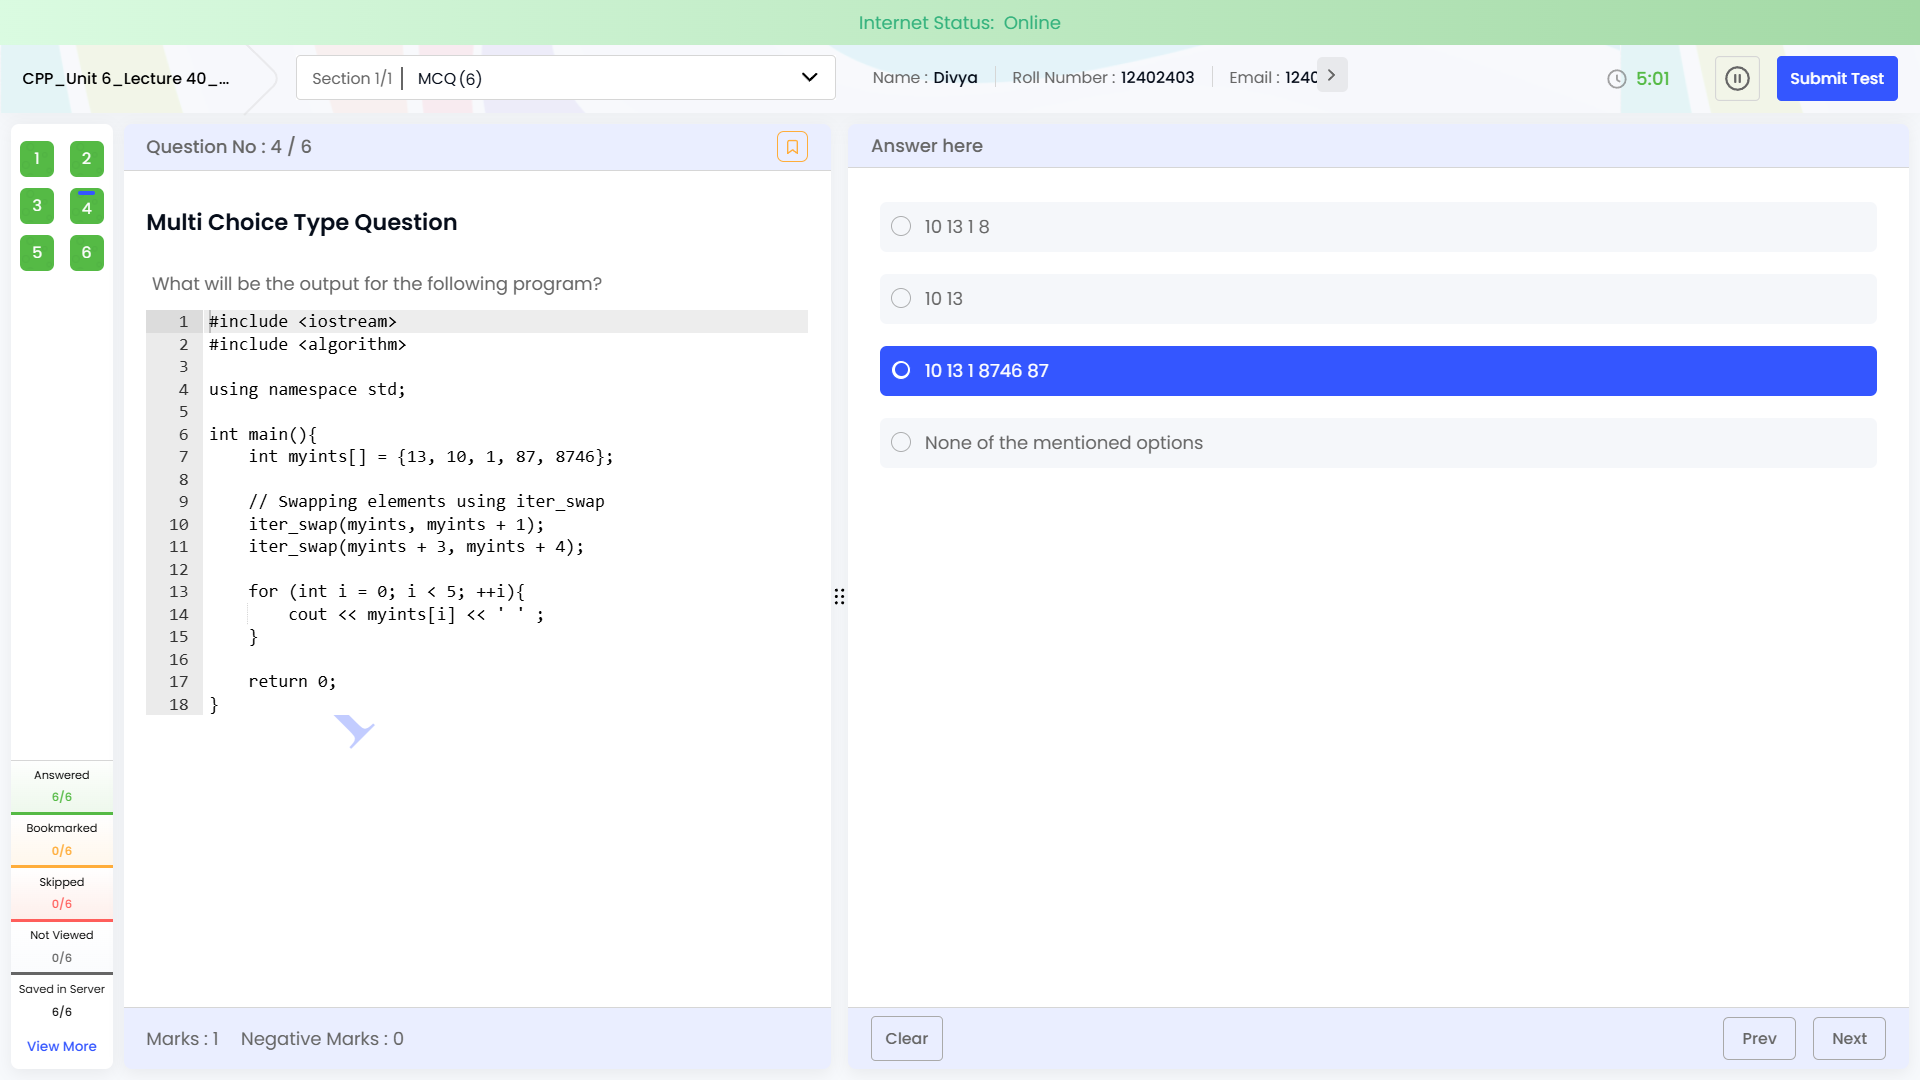 Internet Status: Online
CPP_Unit 6_Lecture 40_...
Section 1/1 | MCQ (6)
Name : Divya
Roll Number : 12402403
Email : 1240
5:01
Submit Test
1 2
3 4
5 6
Question No : 4 / 6
Multi Choice Type Question
What will be the output for the following program?
1 #include <iostream>
2 #include <algorithm>
3
4 using namespace std;
5
6 int main(){
7     int myints[] = {13, 10, 1, 87, 8746};
8
9     // Swapping elements using iter_swap
10     iter_swap(myints, myints + 1);
11     iter_swap(myints + 3, myints + 4);
12
13     for (int i = 0; i < 5; ++i){
14         cout << myints[i] << ' ' ;
15     }
16
17     return 0;
18 }
Answer here
10 13 1 8
10 13
10 13 1 8746 87
None of the mentioned options
Answered
6/6
Bookmarked
0/6
Skipped
0/6
Not Viewed
0/6
Saved in Server
6/6
View More
Marks : 1
Negative Marks : 0
Clear
Prev
Next